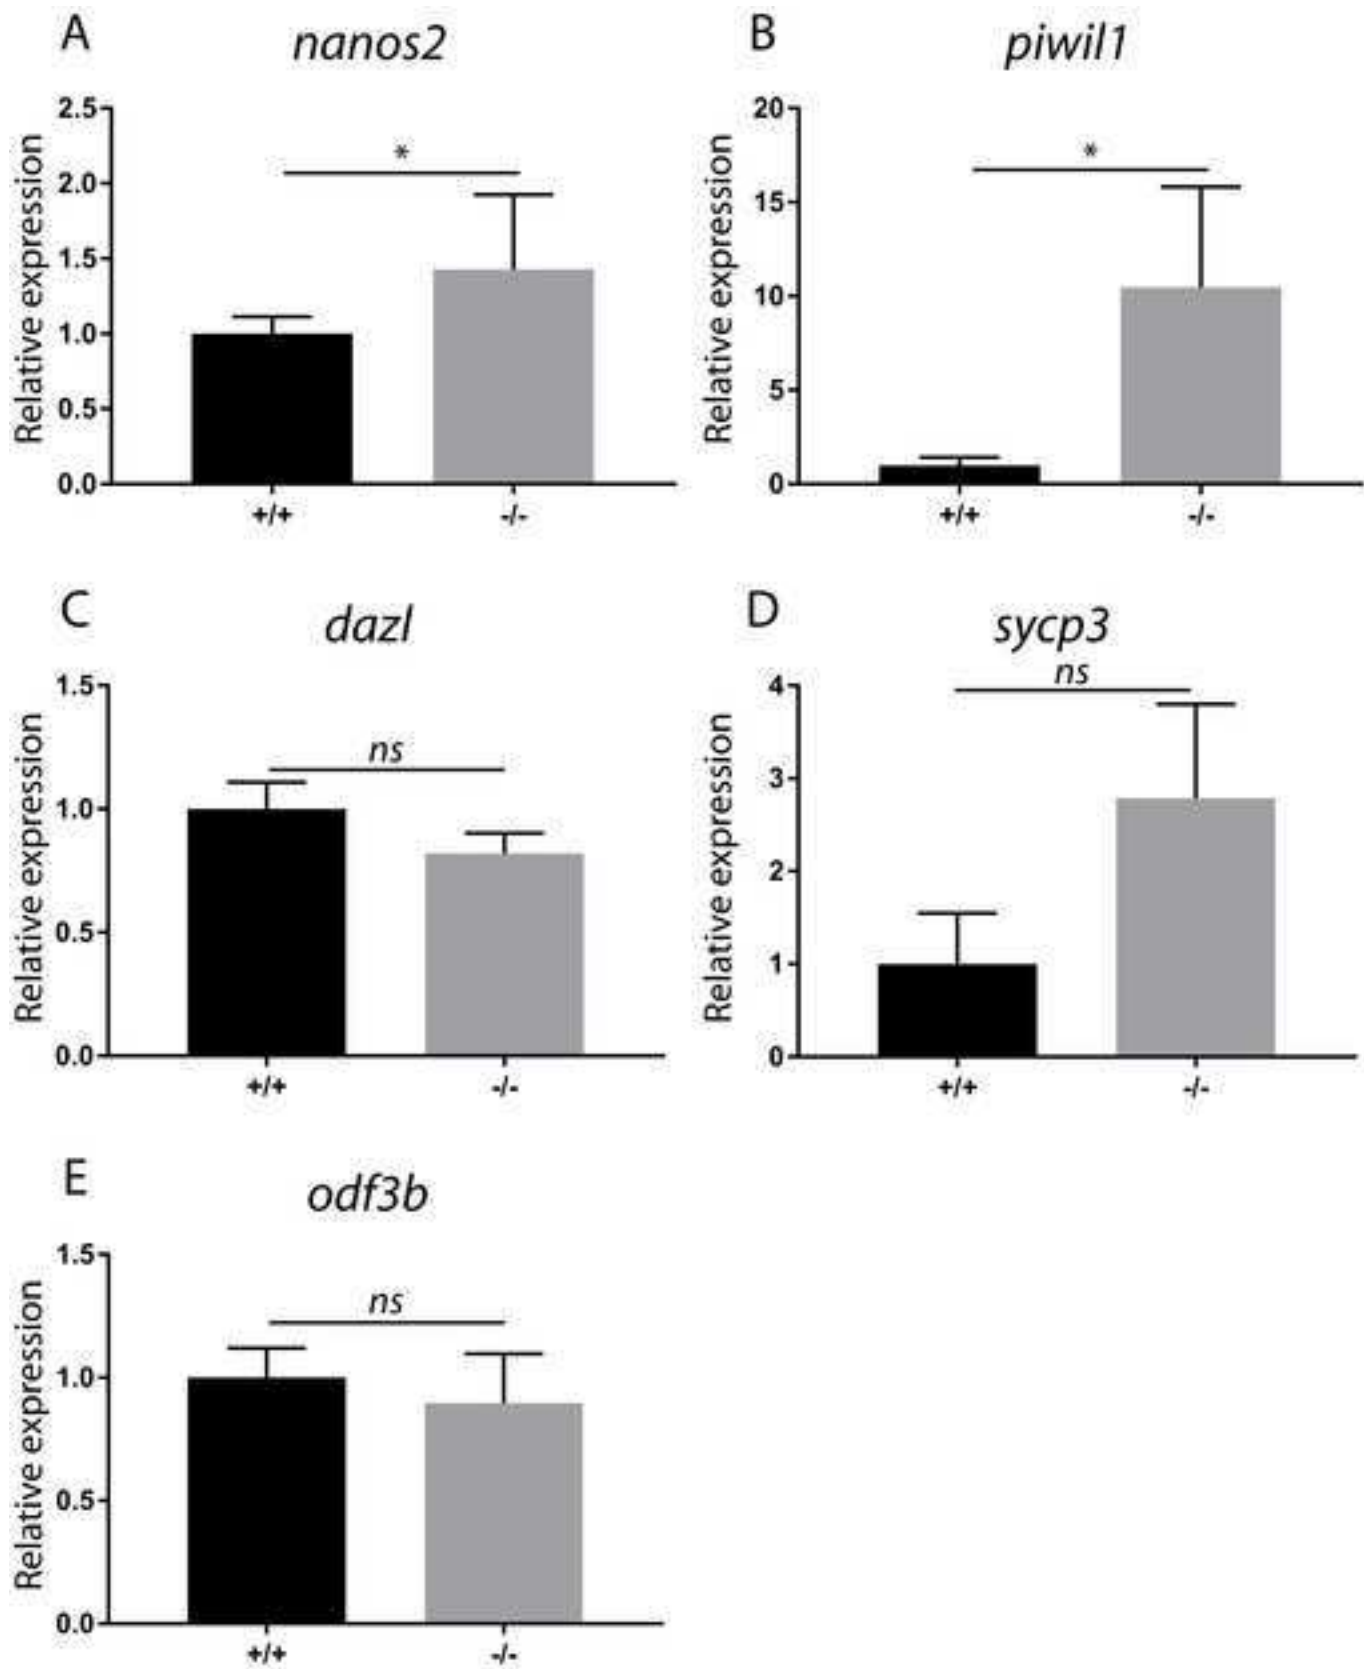 A
nanos2
Relative expression
2.5
2.0
1.5
1.0
0.5
0.0
*
+/+
-/-
B
piwil1
Relative expression
20
15
10
5
0
*
+/+
-/-
C
dazl
Relative expression
1.5
1.0
0.5
0.0
ns
+/+
-/-
D
sycp3
Relative expression
4
3
2
1
0
ns
+/+
-/-
E
odf3b
Relative expression
1.5
1.0
0.5
0.0
ns
+/+
-/-